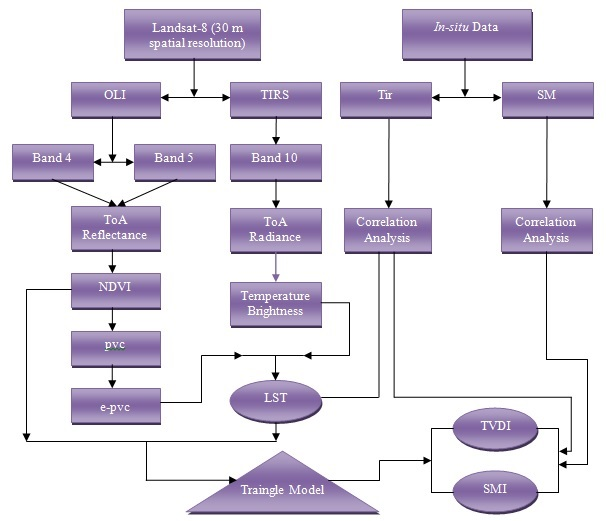 Landsat-8 (30 m
spatial resolution)
In-situ Data
OLI
TIRS
Tir
SM
Band 4
Band 5
Band 10
ToA
Reflectance
ToA
Radiance
Correlation
Analysis
Correlation
Analysis
NDVI
Temperature
Brightness
pvc
e-pvc
LST
TVDI
Traingle Model
SMI